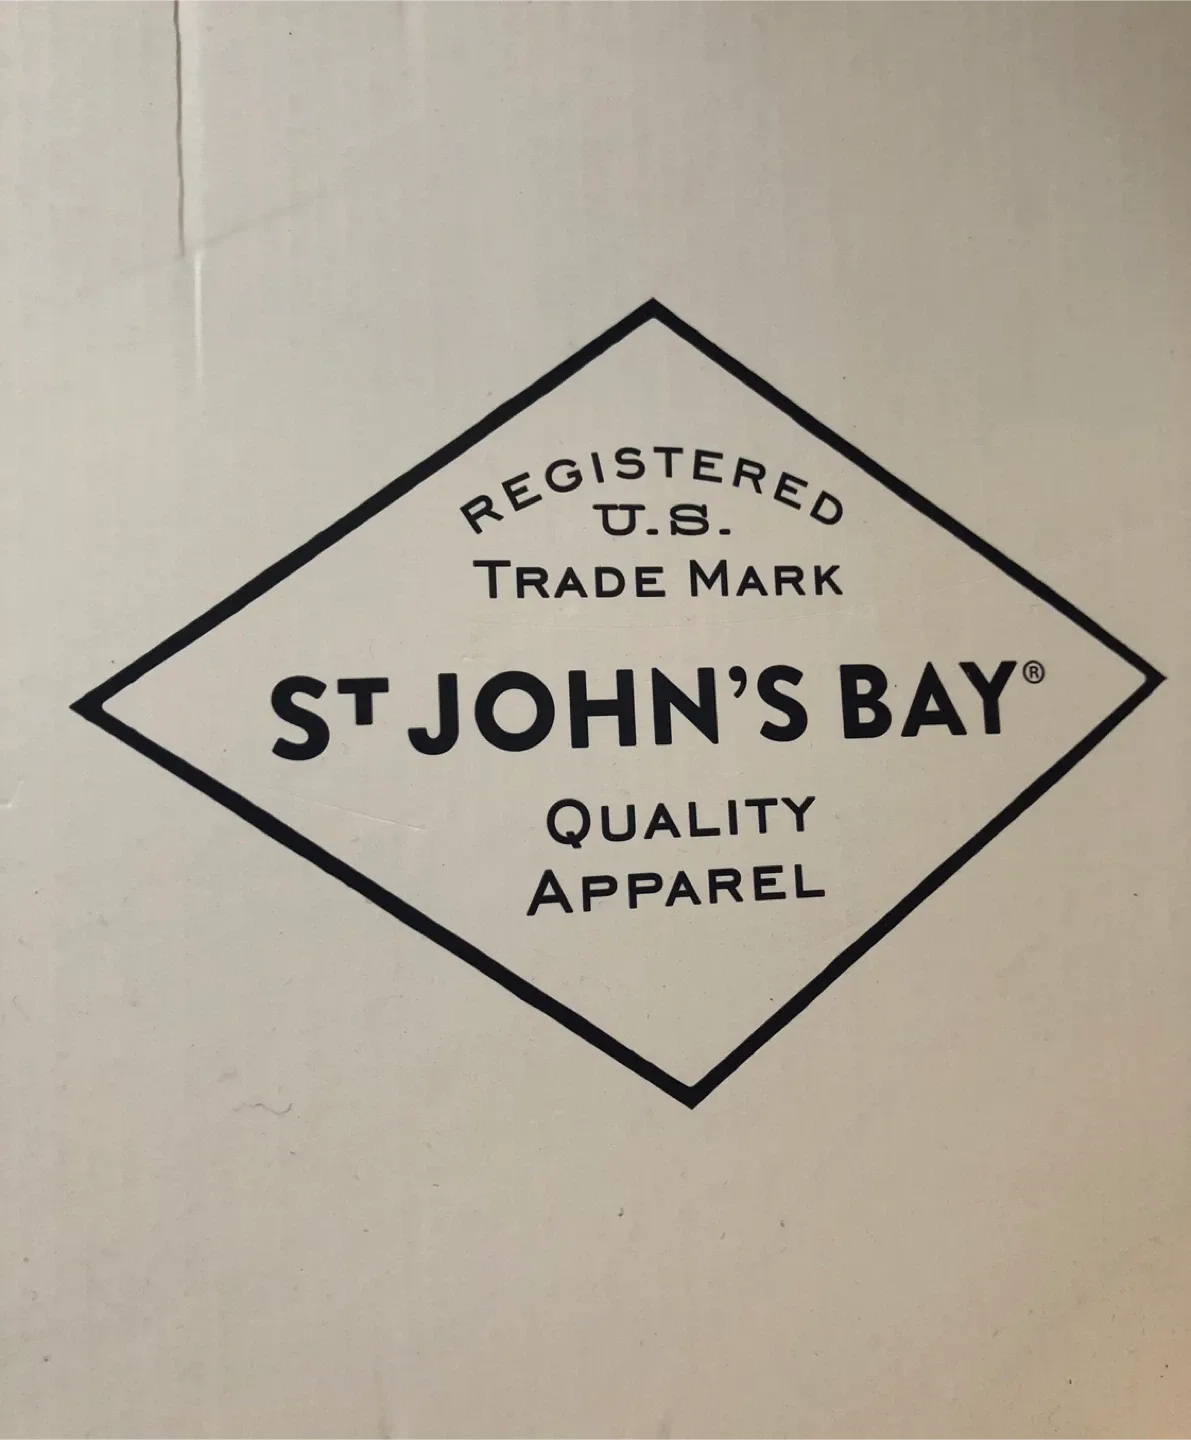 REGISTERED
U.S.
TRADE MARK
ST JOHN'S BAY®
QUALITY
APPAREL